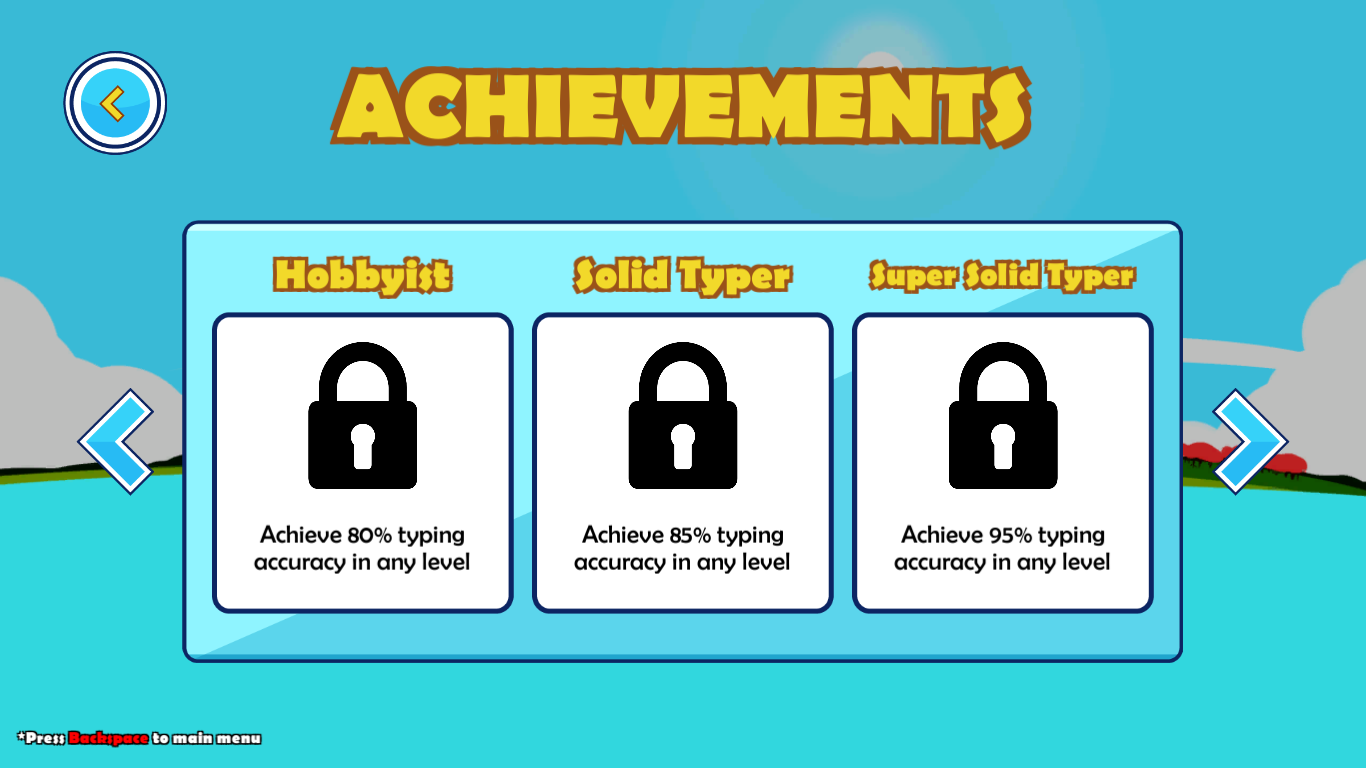 ACHIEVEMENTS
Hobbyist
Solid Typer
Super Solid Typer
Achieve 80% typing
accuracy in any level
Achieve 85% typing
accuracy in any level
Achieve 95% typing
accuracy in any level
*Press Backspace to main menu